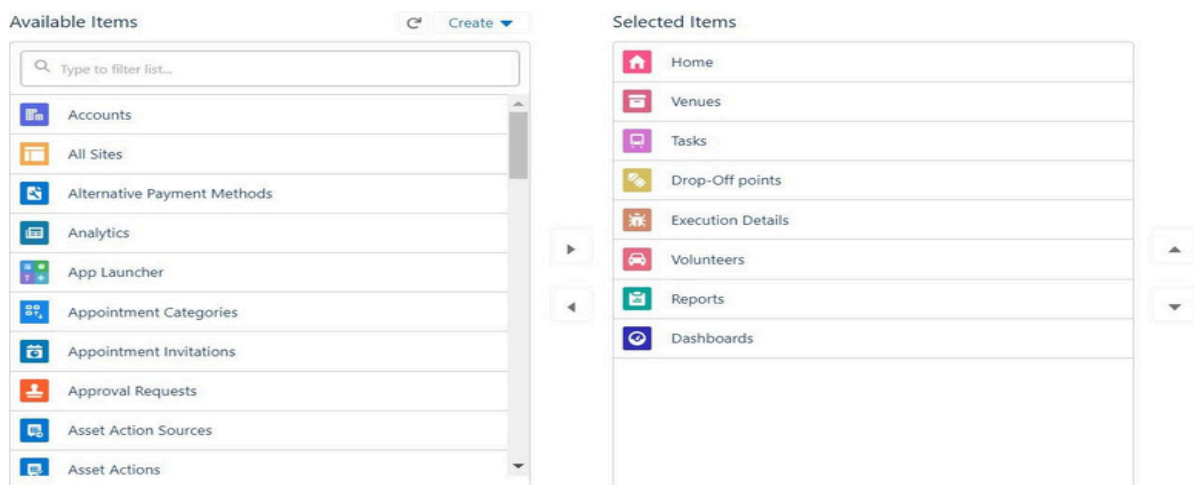 Available Items
Create
Type to filter list...
Accounts
All Sites
Alternative Payment Methods
Analytics
App Launcher
Appointment Categories
Appointment Invitations
Approval Requests
Asset Action Sources
Asset Actions
Selected Items
Home
Venues
Tasks
Drop-Off points
Execution Details
Volunteers
Reports
Dashboards